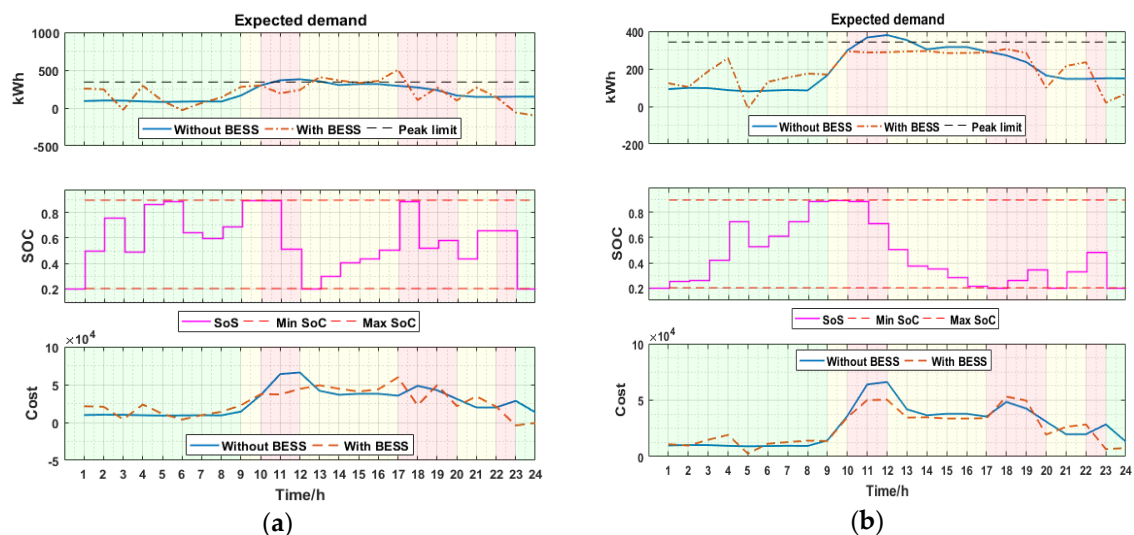 Expected demand
1000
500
0
-500
kWh
Without BESS With BESS Peak limit
0.8
0.6
0.4
0.2
SOC
SoS Min SoC Max SoC
×10⁴
10
5
0
-5
Cost
Without BESS With BESS
1 2 3 4 5 6 7 8 9 10 11 12 13 14 15 16 17 18 19 20 21 22 23 24
Time/h
(a)
Expected demand
400
200
0
-200
kWh
Without BESS With BESS Peak limit
0.8
0.6
0.4
0.2
SOC
SoS Min SoC Max SoC
×10⁴
10
5
0
Cost
Without BESS With BESS
1 2 3 4 5 6 7 8 9 10 11 12 13 14 15 16 17 18 19 20 21 22 23 24
Time/h
(b)